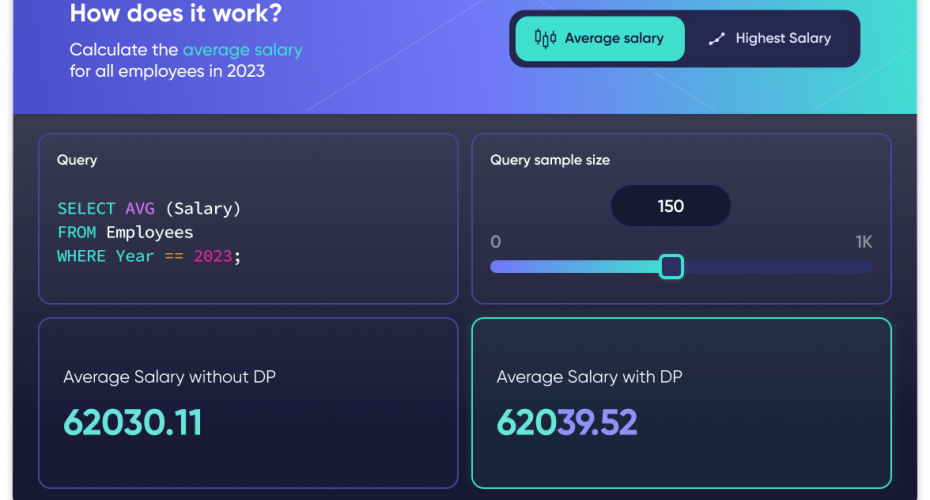 How does it work?
Calculate the average salary
for all employees in 2023
Average salary
Highest Salary
Query
SELECT AVG (Salary)
FROM Employees
WHERE Year == 2023;
Query sample size
150
0
1K
Average Salary without DP
62030.11
Average Salary with DP
62039.52